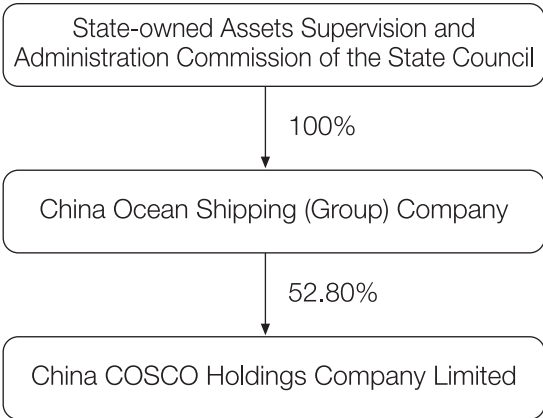 State-owned Assets Supervision and
Administration Commission of the State Council
100%
China Ocean Shipping (Group) Company
52.80%
China COSCO Holdings Company Limited